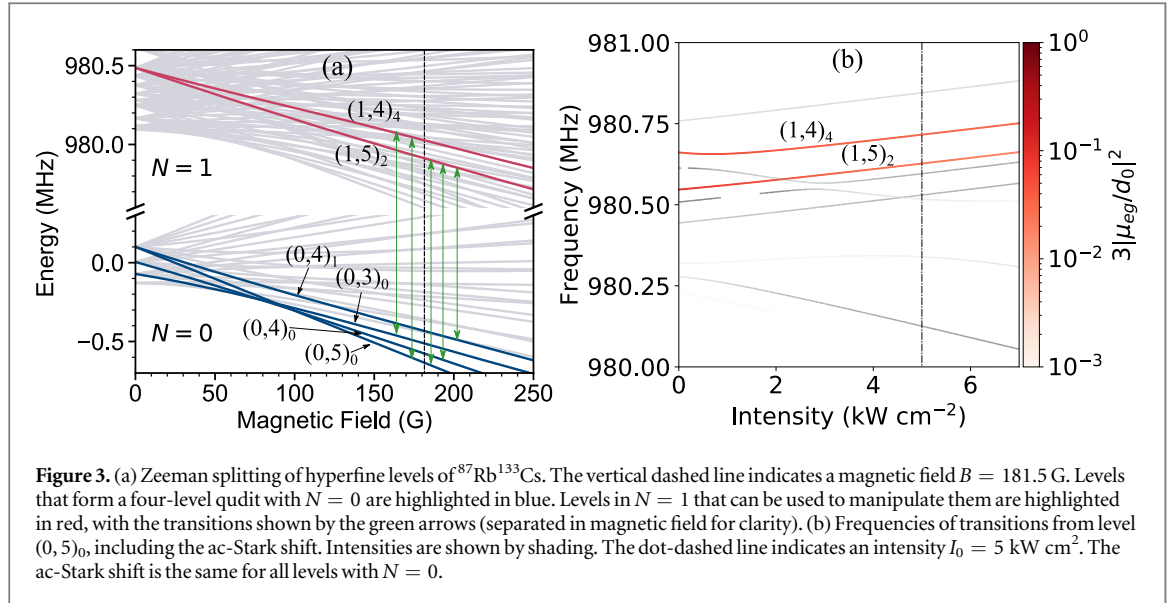 (a)
980.5
980.0
0.0
−0.5
Energy (MHz)
(1,4)₄
(1,5)₂
N = 1
(0,4)₁
(0,3)₀
(0,4)₀
(0,5)₀
N = 0
0 50 100 150 200 250
Magnetic Field (G)
(b)
981.00
980.75
980.50
980.25
980.00
Frequency (MHz)
(1,4)₄
(1,5)₂
0 2 4 6
Intensity (kW cm⁻²)
10⁰
10⁻¹
10⁻²
10⁻³
3|μₑg/d₀|²
Figure 3. (a) Zeeman splitting of hyperfine levels of ⁸⁷Rb¹³³Cs. The vertical dashed line indicates a magnetic field B = 181.5 G. Levels
that form a four-level qudit with N = 0 are highlighted in blue. Levels in N = 1 that can be used to manipulate them are highlighted
in red, with the transitions shown by the green arrows (separated in magnetic field for clarity). (b) Frequencies of transitions from level
(0, 5)₀, including the ac-Stark shift. Intensities are shown by shading. The dot-dashed line indicates an intensity I₀ = 5 kW cm². The
ac-Stark shift is the same for all levels with N = 0.